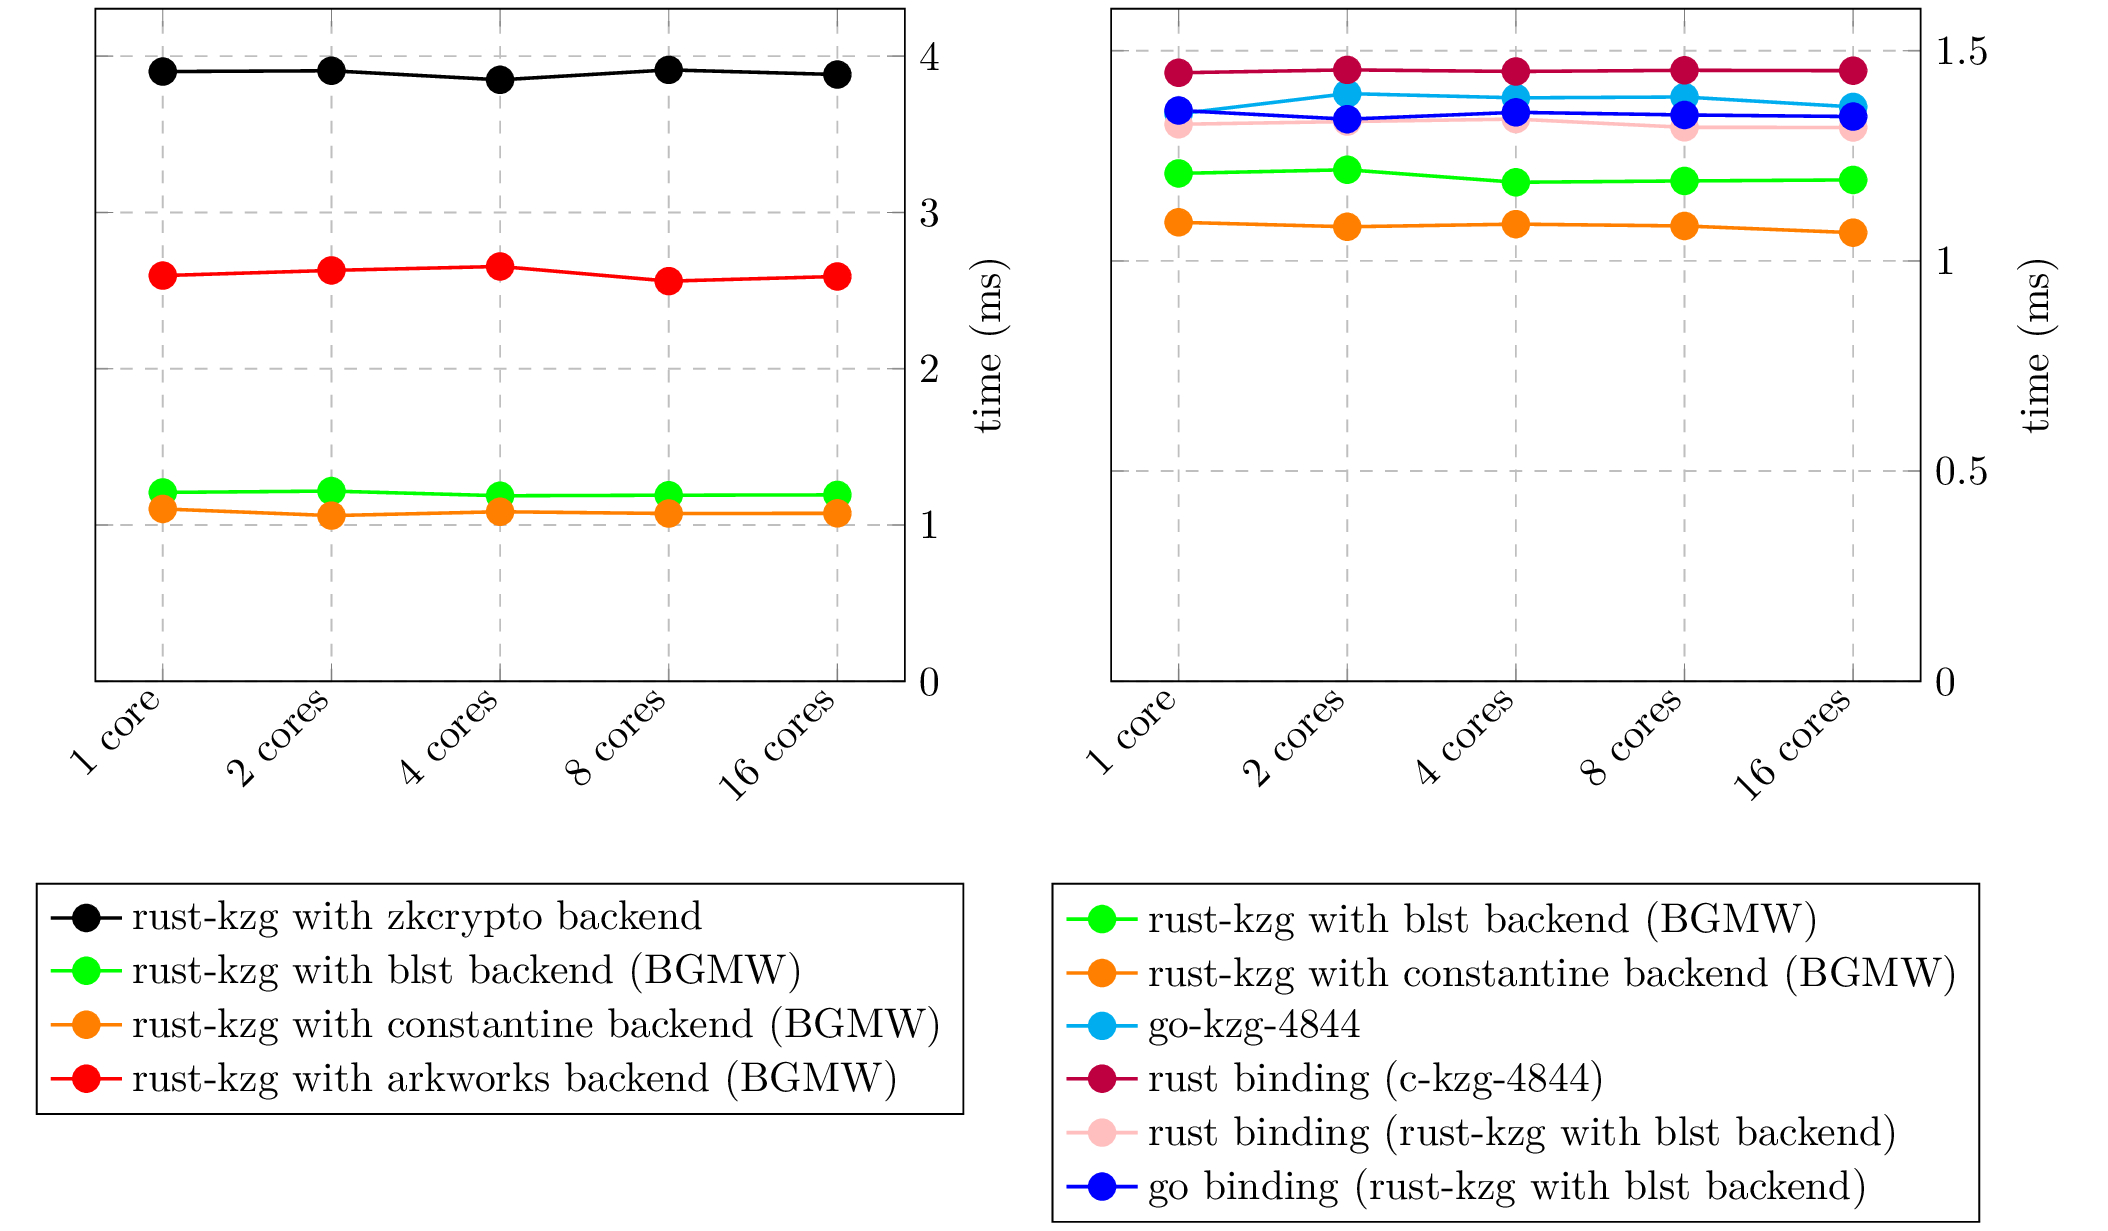 4
3
2
1
0
time (ms)
1 core
2 cores
4 cores
8 cores
16 cores
rust-kzg with zkcrypto backend
rust-kzg with blst backend (BGMW)
rust-kzg with constantine backend (BGMW)
rust-kzg with arkworks backend (BGMW)
1.5
1
0.5
0
time (ms)
1 core
2 cores
4 cores
8 cores
16 cores
rust-kzg with blst backend (BGMW)
rust-kzg with constantine backend (BGMW)
go-kzg-4844
rust binding (c-kzg-4844)
rust binding (rust-kzg with blst backend)
go binding (rust-kzg with blst backend)